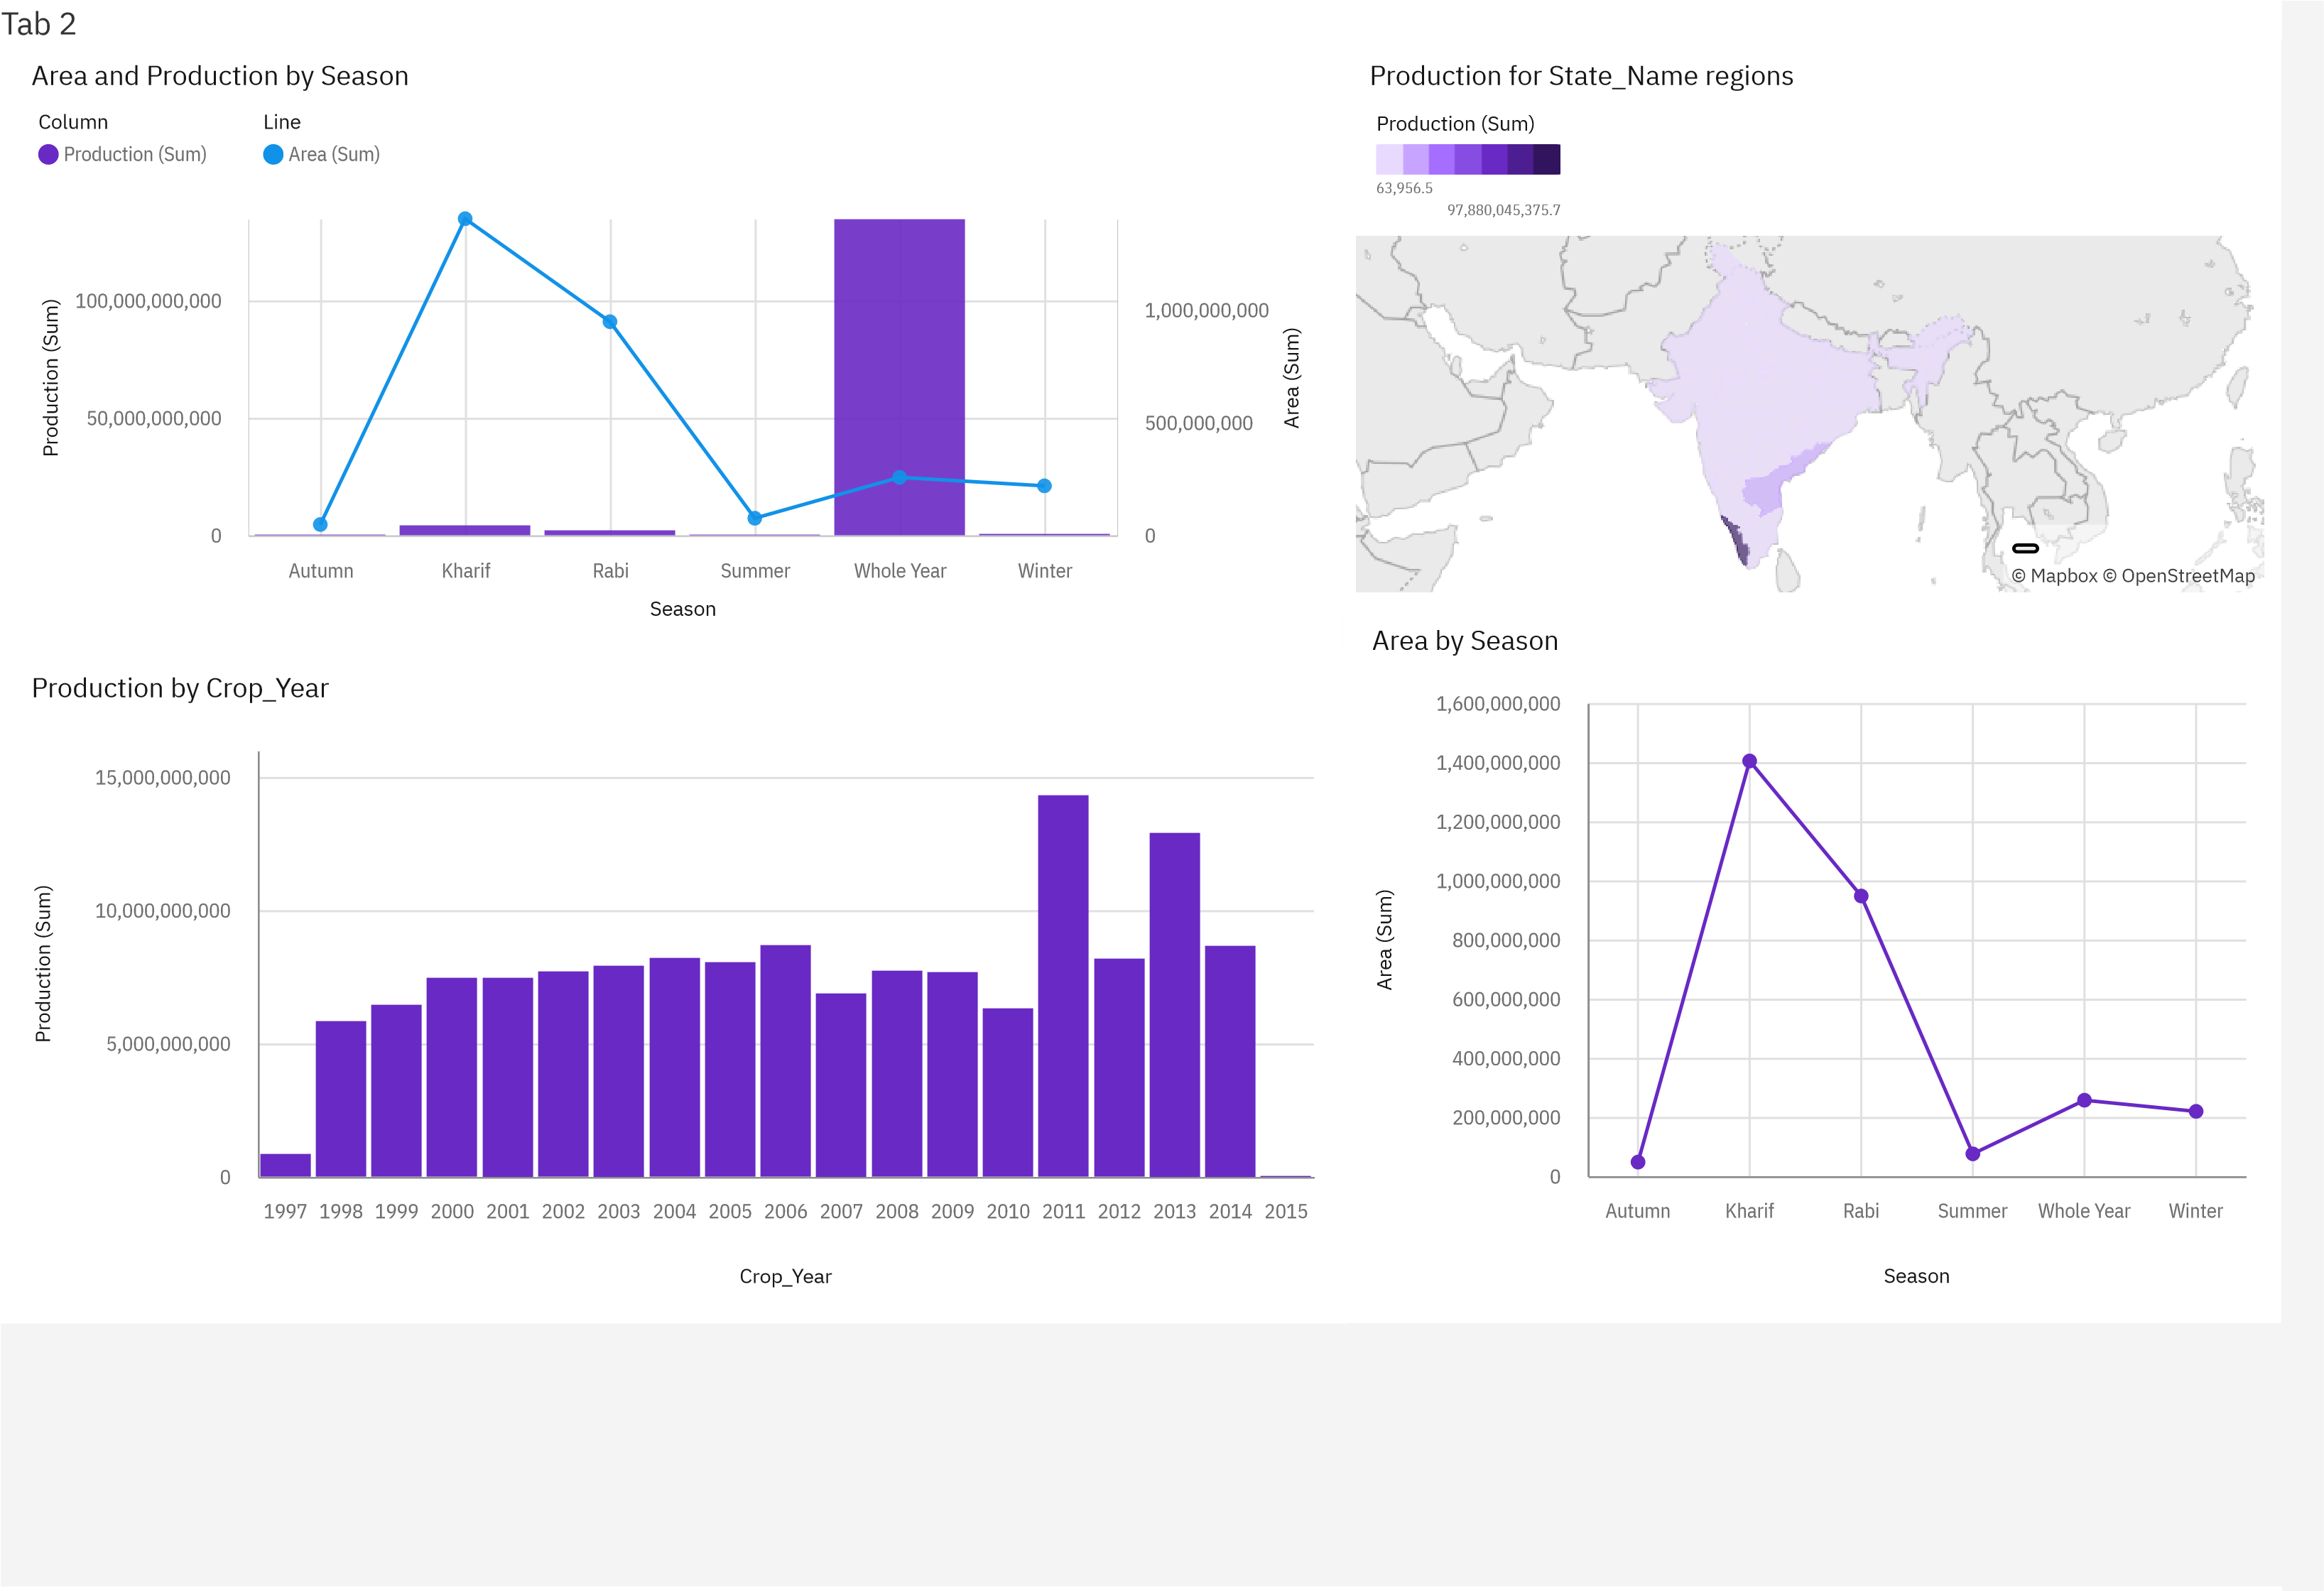 Tab 2
Area and Production by Season
Column
Line
Production (Sum)
Area (Sum)
Production (Sum)
100,000,000,000
50,000,000,000
0
1,000,000,000
500,000,000
0
Area (Sum)
Autumn
Kharif
Rabi
Summer
Whole Year
Winter
Season
Production for State_Name regions
Production (Sum)
63,956.5
97,880,045,375.7
© Mapbox © OpenStreetMap
Production by Crop_Year
Production (Sum)
15,000,000,000
10,000,000,000
5,000,000,000
0
1997
1998
1999
2000
2001
2002
2003
2004
2005
2006
2007
2008
2009
2010
2011
2012
2013
2014
2015
Crop_Year
Area by Season
Area (Sum)
1,600,000,000
1,400,000,000
1,200,000,000
1,000,000,000
800,000,000
600,000,000
400,000,000
200,000,000
0
Autumn
Kharif
Rabi
Summer
Whole Year
Winter
Season